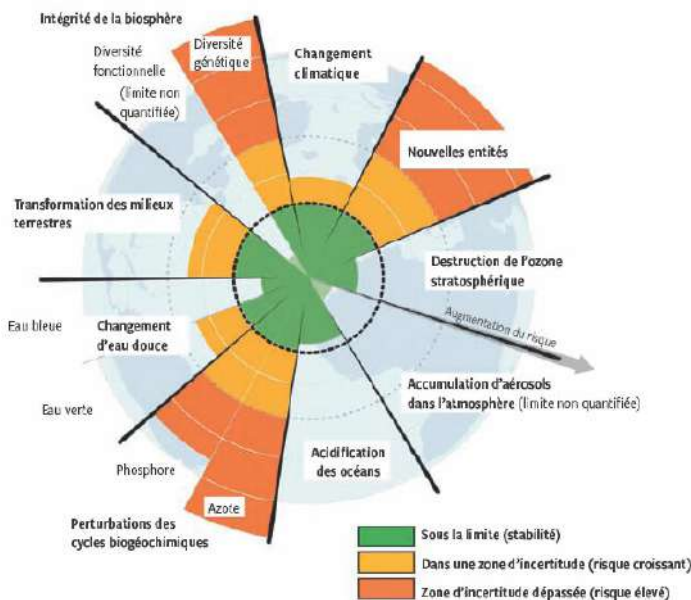 Intégrité de la biosphère
Diversité
fonctionnelle
(limite non
quantifiée)
Diversité
génétique
Changement
climatique
Nouvelles entités
Transformation des milieux
terrestres
Destruction de l'ozone
stratosphérique
Eau bleue
Changement
d'eau douce
Augmentation du risque
Eau verte
Accumulation d'aérosols
dans l'atmosphère (limite non quantifiée)
Phosphore
Acidification
des océans
Azote
Perturbations des
cycles biogéochimiques
Sous la limite (stabilité)
Dans une zone d'incertitude (risque croissant)
Zone d'incertitude dépassée (risque élevé)